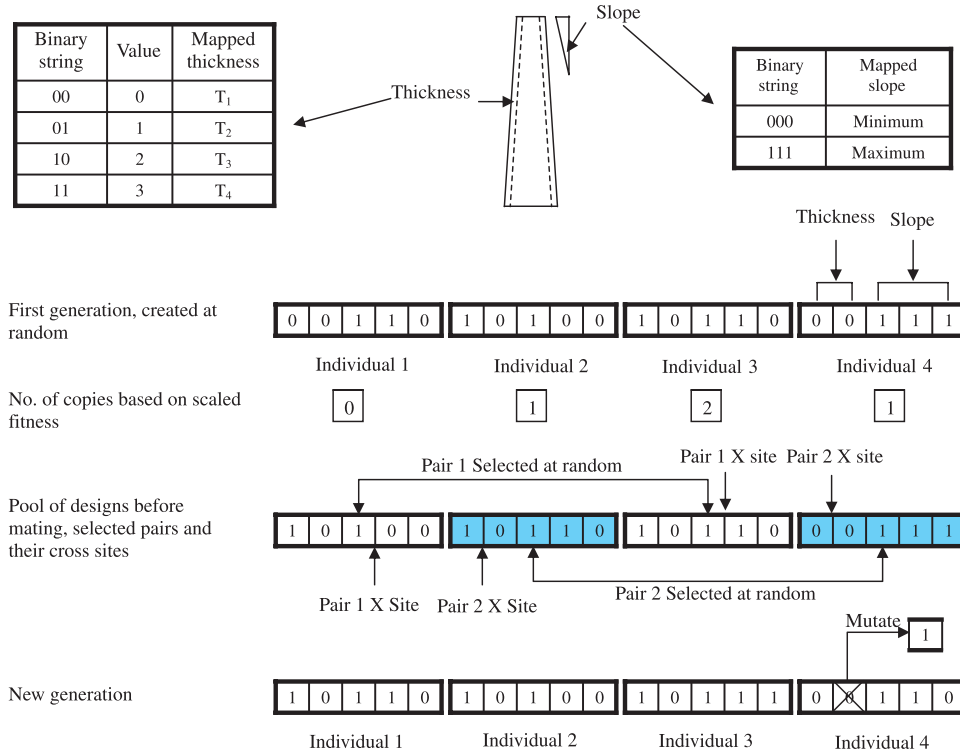 Binary string Value Mapped thickness
00 0 T1
01 1 T2
10 2 T3
11 3 T4
Thickness
Slope
Binary string Mapped slope
000 Minimum
111 Maximum
Thickness Slope
First generation, created at random
0 0 1 1 0 1 0 1 0 0 1 0 1 1 0 0 0 1 1 1
Individual 1 Individual 2 Individual 3 Individual 4
No. of copies based on scaled fitness
0 1 2 1
Pair 1 Selected at random
Pair 1 X site Pair 2 X site
Pool of designs before mating, selected pairs and their cross sites
1 0 1 0 0 1 0 1 1 0 1 0 1 1 0 0 0 1 1 1
Pair 1 X Site Pair 2 X Site
Pair 2 Selected at random
Mutate 1
New generation
1 0 1 1 0 1 0 1 0 0 1 0 1 1 1 0 0 1 1 0
Individual 1 Individual 2 Individual 3 Individual 4